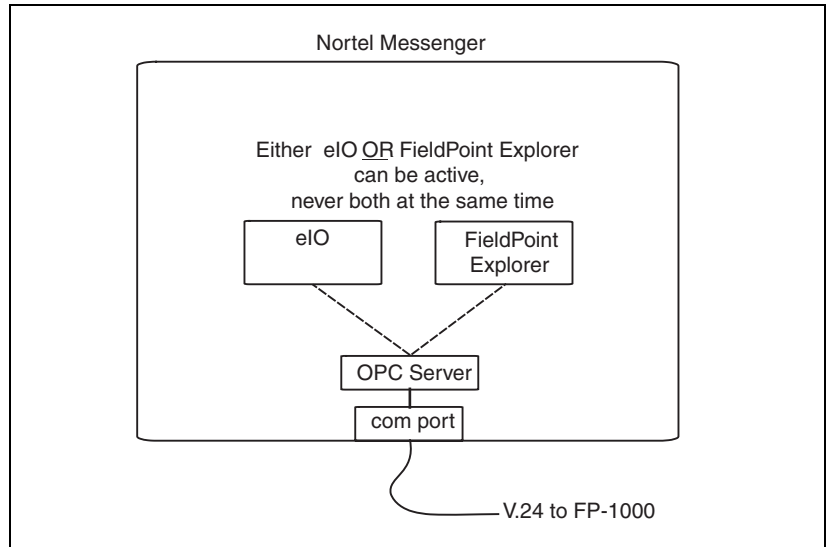 Nortel Messenger
Either eIO OR FieldPoint Explorer
can be active,
never both at the same time
eIO
FieldPoint
Explorer
OPC Server
com port
V.24 to FP-1000